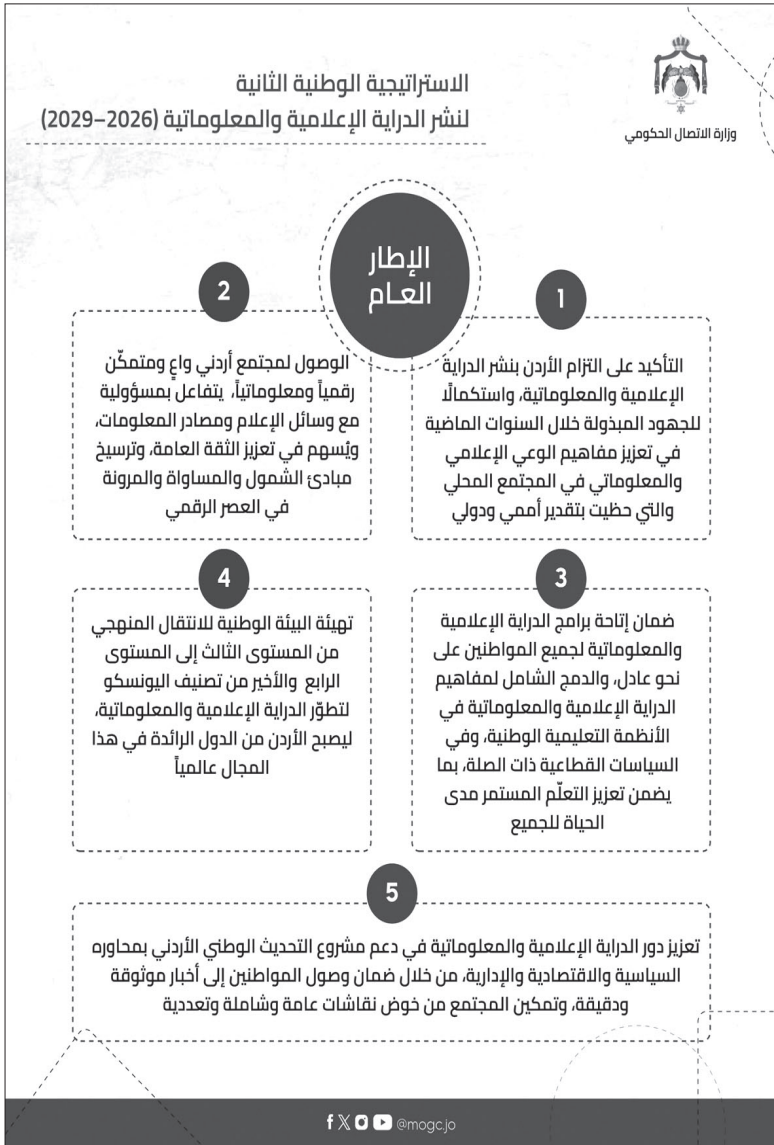 وزارة الاتصال الحكومي
الاستراتيجية الوطنية الثانية
لنشر الدراية الإعلامية والمعلوماتية (2026–2029)
الإطار
العـام
1
التأكيد على التزام الأردن بنشر الدراية
الإعلامية والمعلوماتية، واستكمالًا
للجهود المبذولة خلال السنوات الماضية
في تعزيز مفاهيم الوعي الإعلامي
والمعلوماتي في المجتمع المحلي
والتي حظيت بتقدير أممي ودولي
2
الوصول لمجتمع أردني واعٍ ومتمكّن
رقمياً ومعلوماتياً، يتفاعل بمسؤولية
مع وسائل الإعلام ومصادر المعلومات،
ويُسهم في تعزيز الثقة العامة، وترسيخ
مبادئ الشمول والمساواة والمرونة
في العصر الرقمي
3
ضمان إتاحة برامج الدراية الإعلامية
والمعلوماتية لجميع المواطنين على
نحو عادل، والدمج الشامل لمفاهيم
الدراية الإعلامية والمعلوماتية في
الأنظمة التعليمية الوطنية، وفي
السياسات القطاعية ذات الصلة، بما
يضمن تعزيز التعلّم المستمر مدى
الحياة للجميع
4
تهيئة البيئة الوطنية للانتقال المنهجي
من المستوى الثالث إلى المستوى
الرابع والأخير من تصنيف اليونسكو
لتطوّر الدراية الإعلامية والمعلوماتية،
ليصبح الأردن من الدول الرائدة في هذا
المجال عالمياً
5
تعزيز دور الدراية الإعلامية والمعلوماتية في دعم مشروع التحديث الوطني الأردني بمحاوره
السياسية والاقتصادية والإدارية، من خلال ضمان وصول المواطنين إلى أخبار موثوقة
ودقيقة، وتمكين المجتمع من خوض نقاشات عامة وشاملة وتعددية
@mogcjo